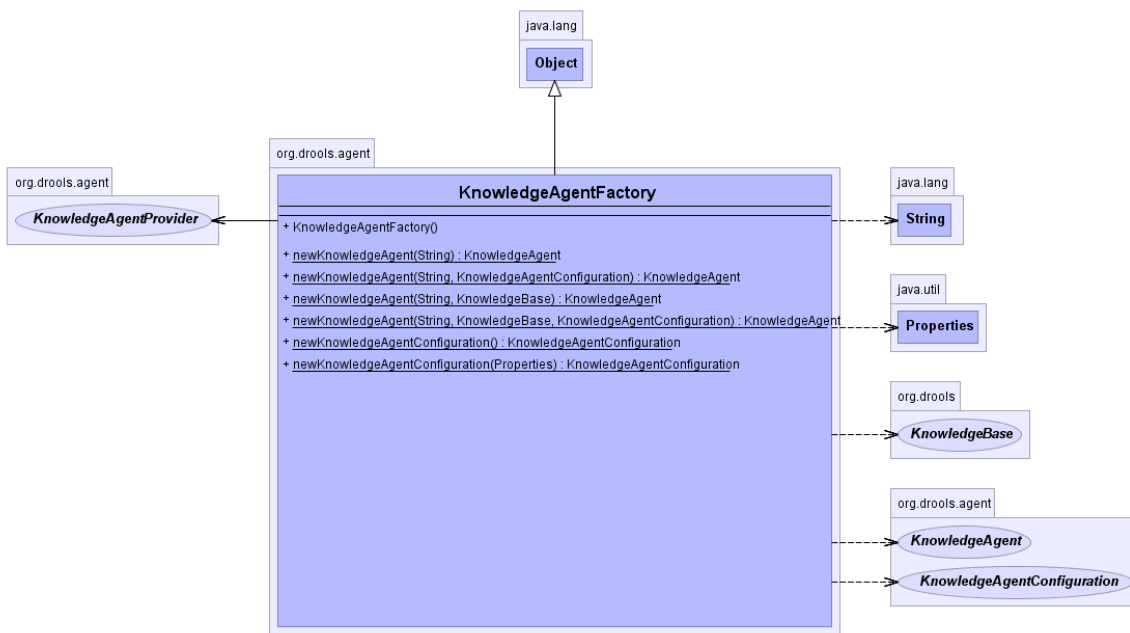 java.lang
Object
org.drools.agent
KnowledgeAgentProvider
org.drools.agent
KnowledgeAgentFactory
+ KnowledgeAgentFactory()
+ newKnowledgeAgent(String) : KnowledgeAgent
+ newKnowledgeAgent(String, KnowledgeAgentConfiguration) : KnowledgeAgent
+ newKnowledgeAgent(String, KnowledgeBase) : KnowledgeAgent
+ newKnowledgeAgent(String, KnowledgeBase, KnowledgeAgentConfiguration) : KnowledgeAgent
+ newKnowledgeAgentConfiguration() : KnowledgeAgentConfiguration
+ newKnowledgeAgentConfiguration(Properties) : KnowledgeAgentConfiguration
java.lang
String
java.util
Properties
org.drools
KnowledgeBase
org.drools.agent
KnowledgeAgent
KnowledgeAgentConfiguration